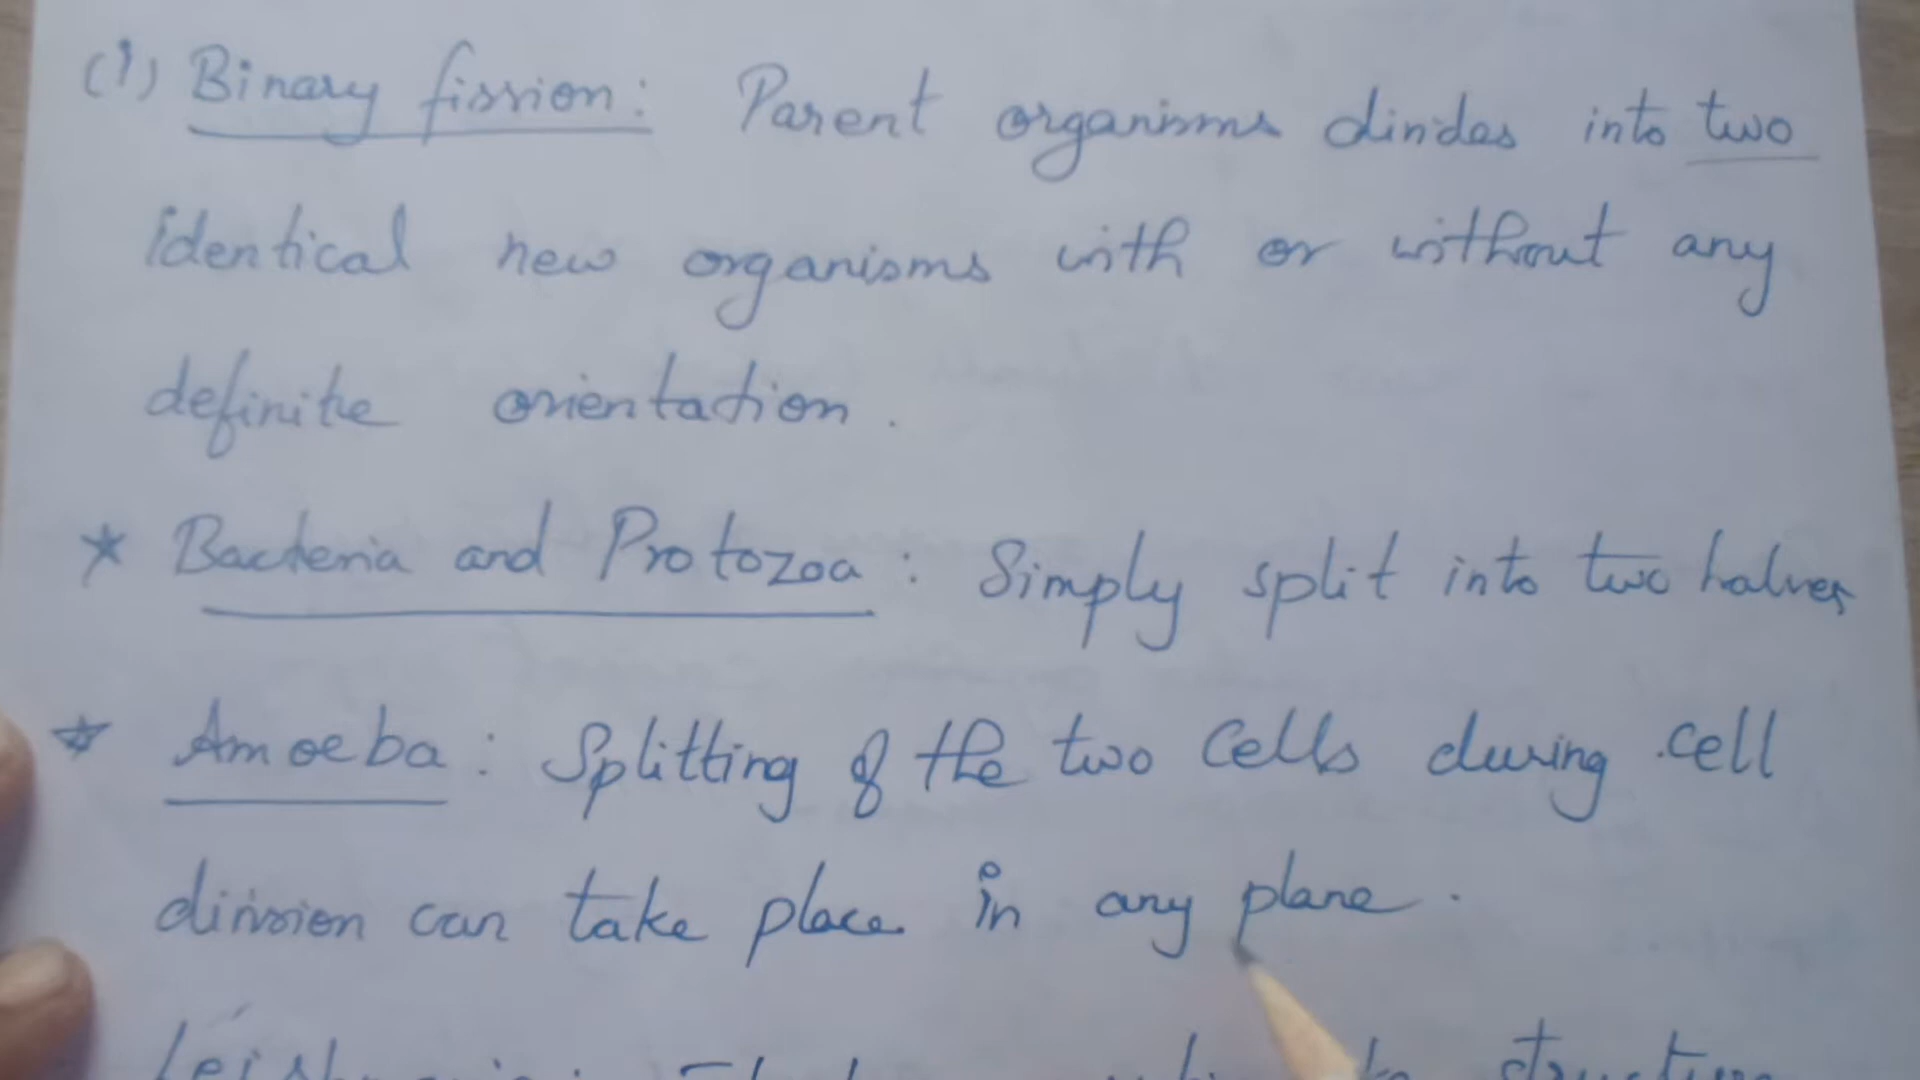 (i) Binary fission: Parent organisms divides into two
identical new organisms with or without any
definite orientation.
* Bacteria and Protozoa : Simply split into two halves
* Amoeba : Splitting of the two cells during cell
division can take place in any plane.
structure